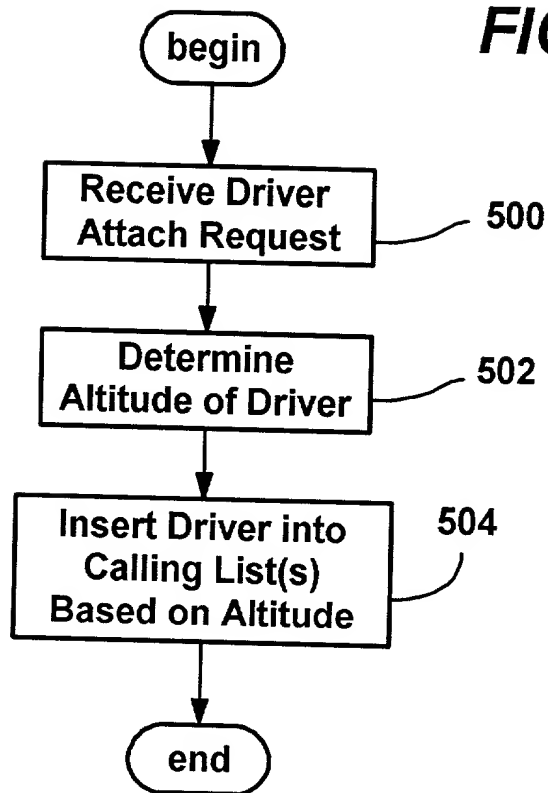 begin
Receive Driver
Attach Request
500
Determine
Altitude of Driver
502
Insert Driver into
Calling List(s)
Based on Altitude
504
end